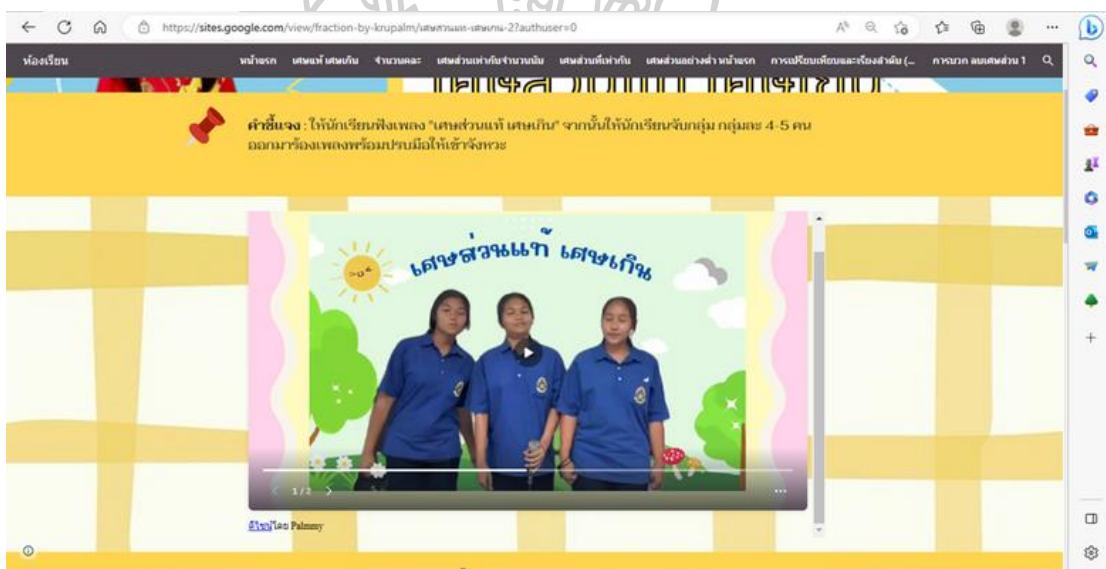 https://sites.google.com/view/fraction-by-krupalm/เศษส่วนแท้-เศษเกิน-2?authuser=0
ห้องเรียน
หน้าแรก เศษแท้ เศษเกิน จำนวนคละ เศษส่วนเท่ากับจำนวนนับ เศษส่วนที่เท่ากัน เศษส่วนอย่างต่ำ หน้าแรก การเปรียบเทียบและเรียงลำดับ (... การบวก ลบเศษส่วน 1
คำชี้แจง : ให้นักเรียนฟังเพลง "เศษส่วนแท้ เศษเกิน" จากนั้นให้นักเรียนจับกลุ่ม กลุ่มละ 4-5 คน
ออกมาร้องเพลงพร้อมปรบมือให้เข้าจังหวะ
เศษส่วนแท้ เศษเกิน
1/2
ดีไซน์โดย Palmmy